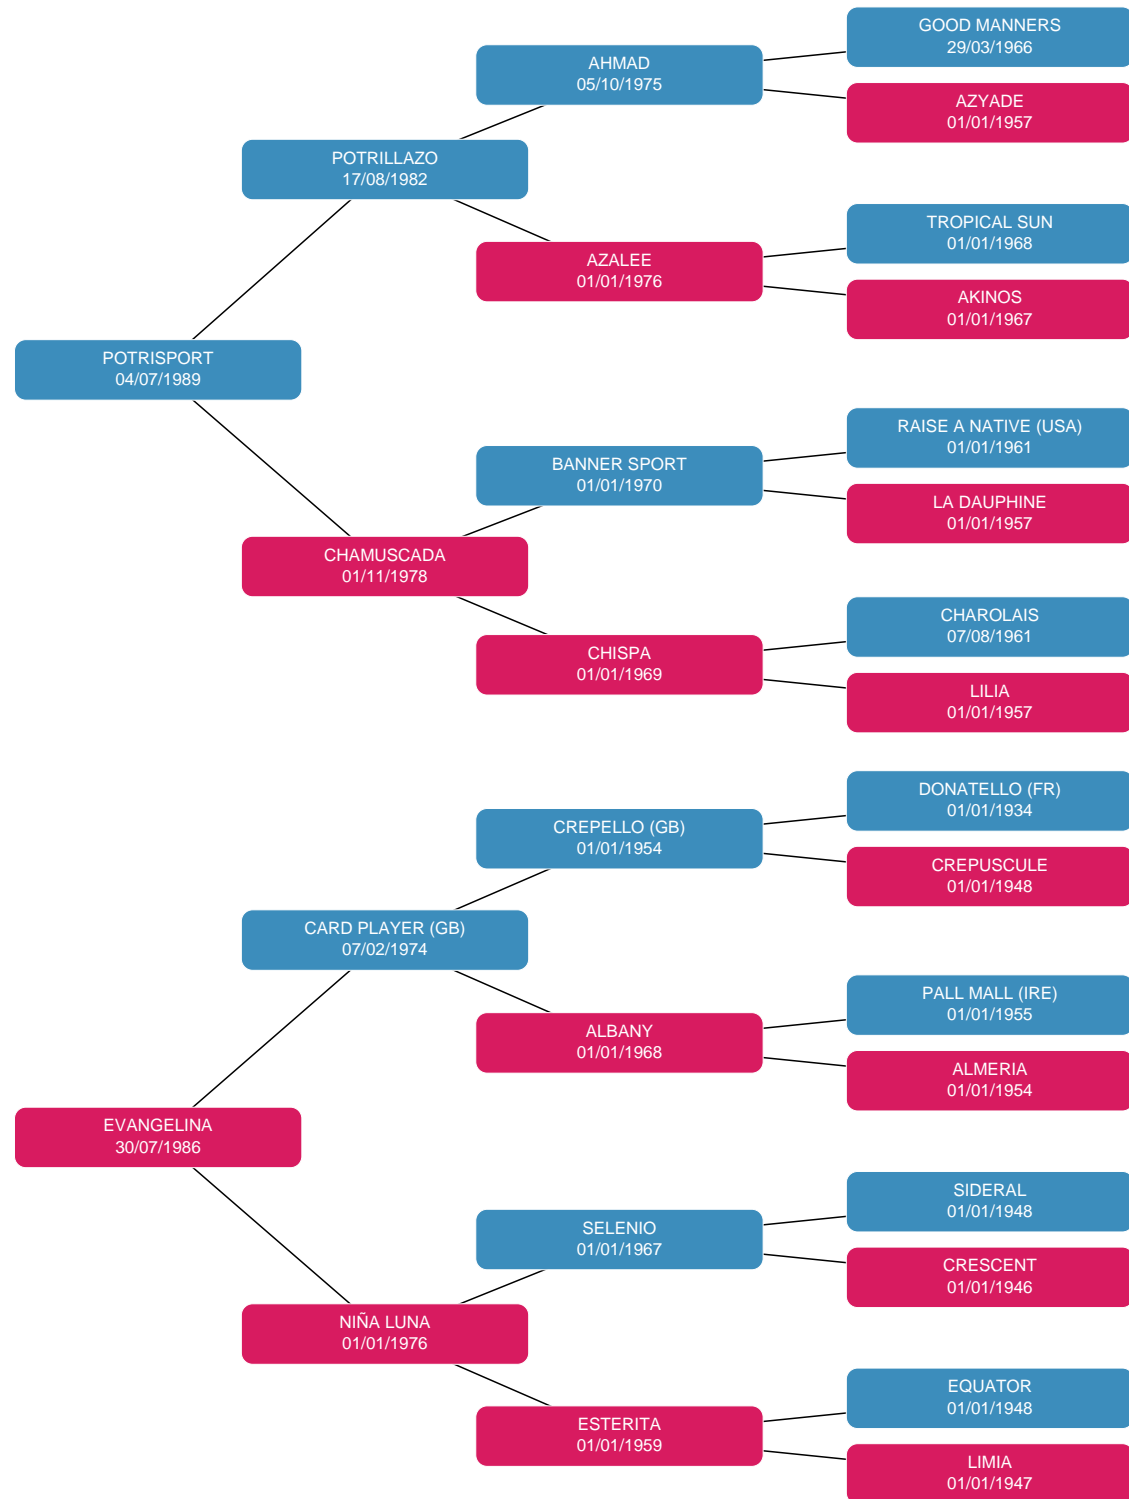 GOOD MANNERS
29/03/1966
AHMAD
05/10/1975
AZYADE
01/01/1957
POTRILLAZO
17/08/1982
TROPICAL SUN
01/01/1968
AZALEE
01/01/1976
AKINOS
01/01/1967
POTRISPORT
04/07/1989
RAISE A NATIVE (USA)
01/01/1961
BANNER SPORT
01/01/1970
LA DAUPHINE
01/01/1957
CHAMUSCADA
01/11/1978
CHAROLAIS
07/08/1961
CHISPA
01/01/1969
LILIA
01/01/1957
DONATELLO (FR)
01/01/1934
CREPELLO (GB)
01/01/1954
CREPUSCULE
01/01/1948
CARD PLAYER (GB)
07/02/1974
PALL MALL (IRE)
01/01/1955
ALBANY
01/01/1968
ALMERIA
01/01/1954
EVANGELINA
30/07/1986
SIDERAL
01/01/1948
SELENIO
01/01/1967
CRESCENT
01/01/1946
NIÑA LUNA
01/01/1976
EQUATOR
01/01/1948
ESTERITA
01/01/1959
LIMIA
01/01/1947